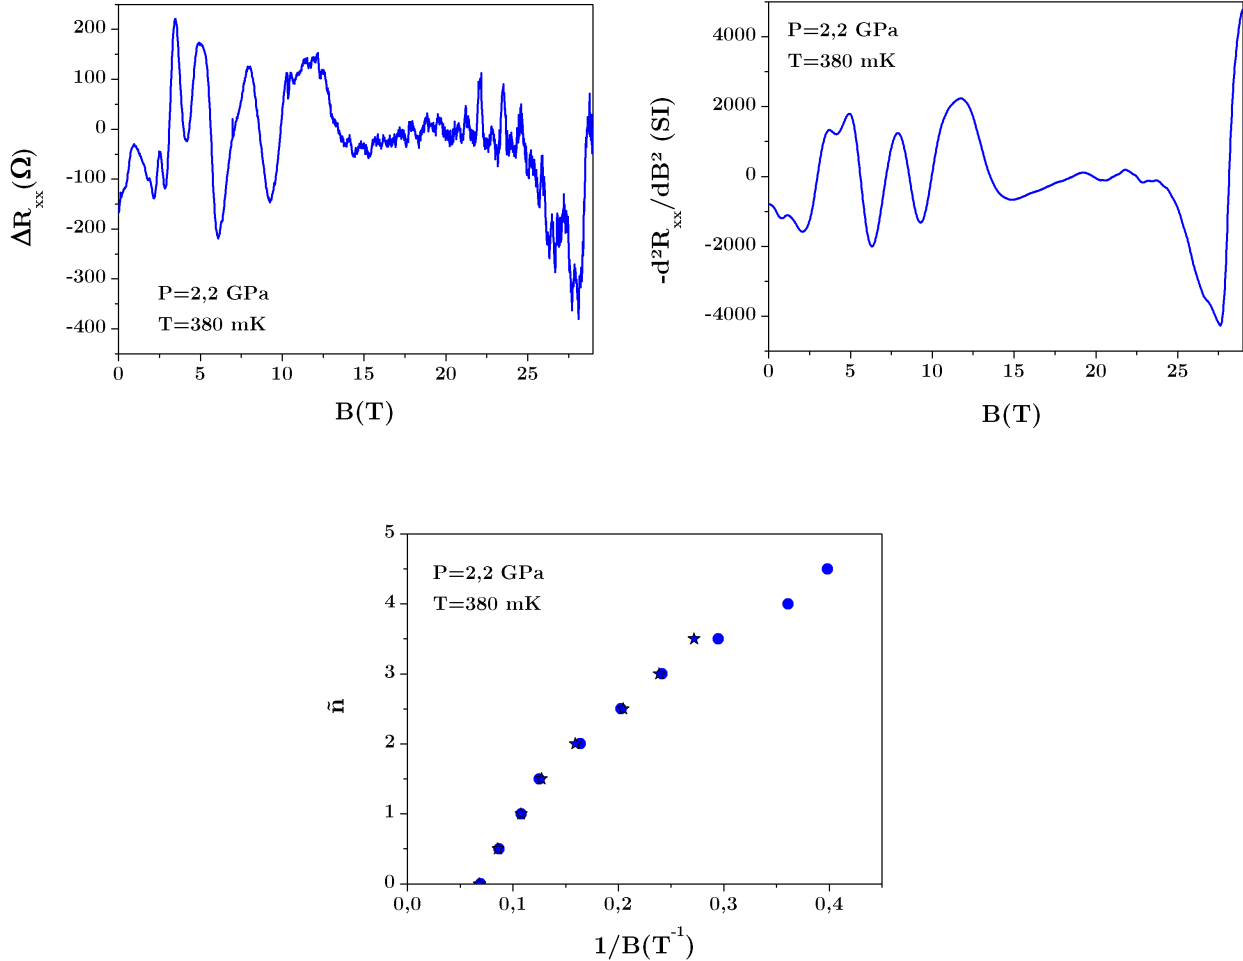 200
100
0
-100
-200
-300
-400
ΔR_xx(Ω)
P=2,2 GPa
T=380 mK
0 5 10 15 20 25
B(T)
4000
2000
0
-2000
-4000
-d²R_xx/dB² (SI)
P=2,2 GPa
T=380 mK
0 5 10 15 20 25
B(T)
5
4
3
2
1
0
ñ
P=2,2 GPa
T=380 mK
0,0 0,1 0,2 0,3 0,4
1/B(T⁻¹)